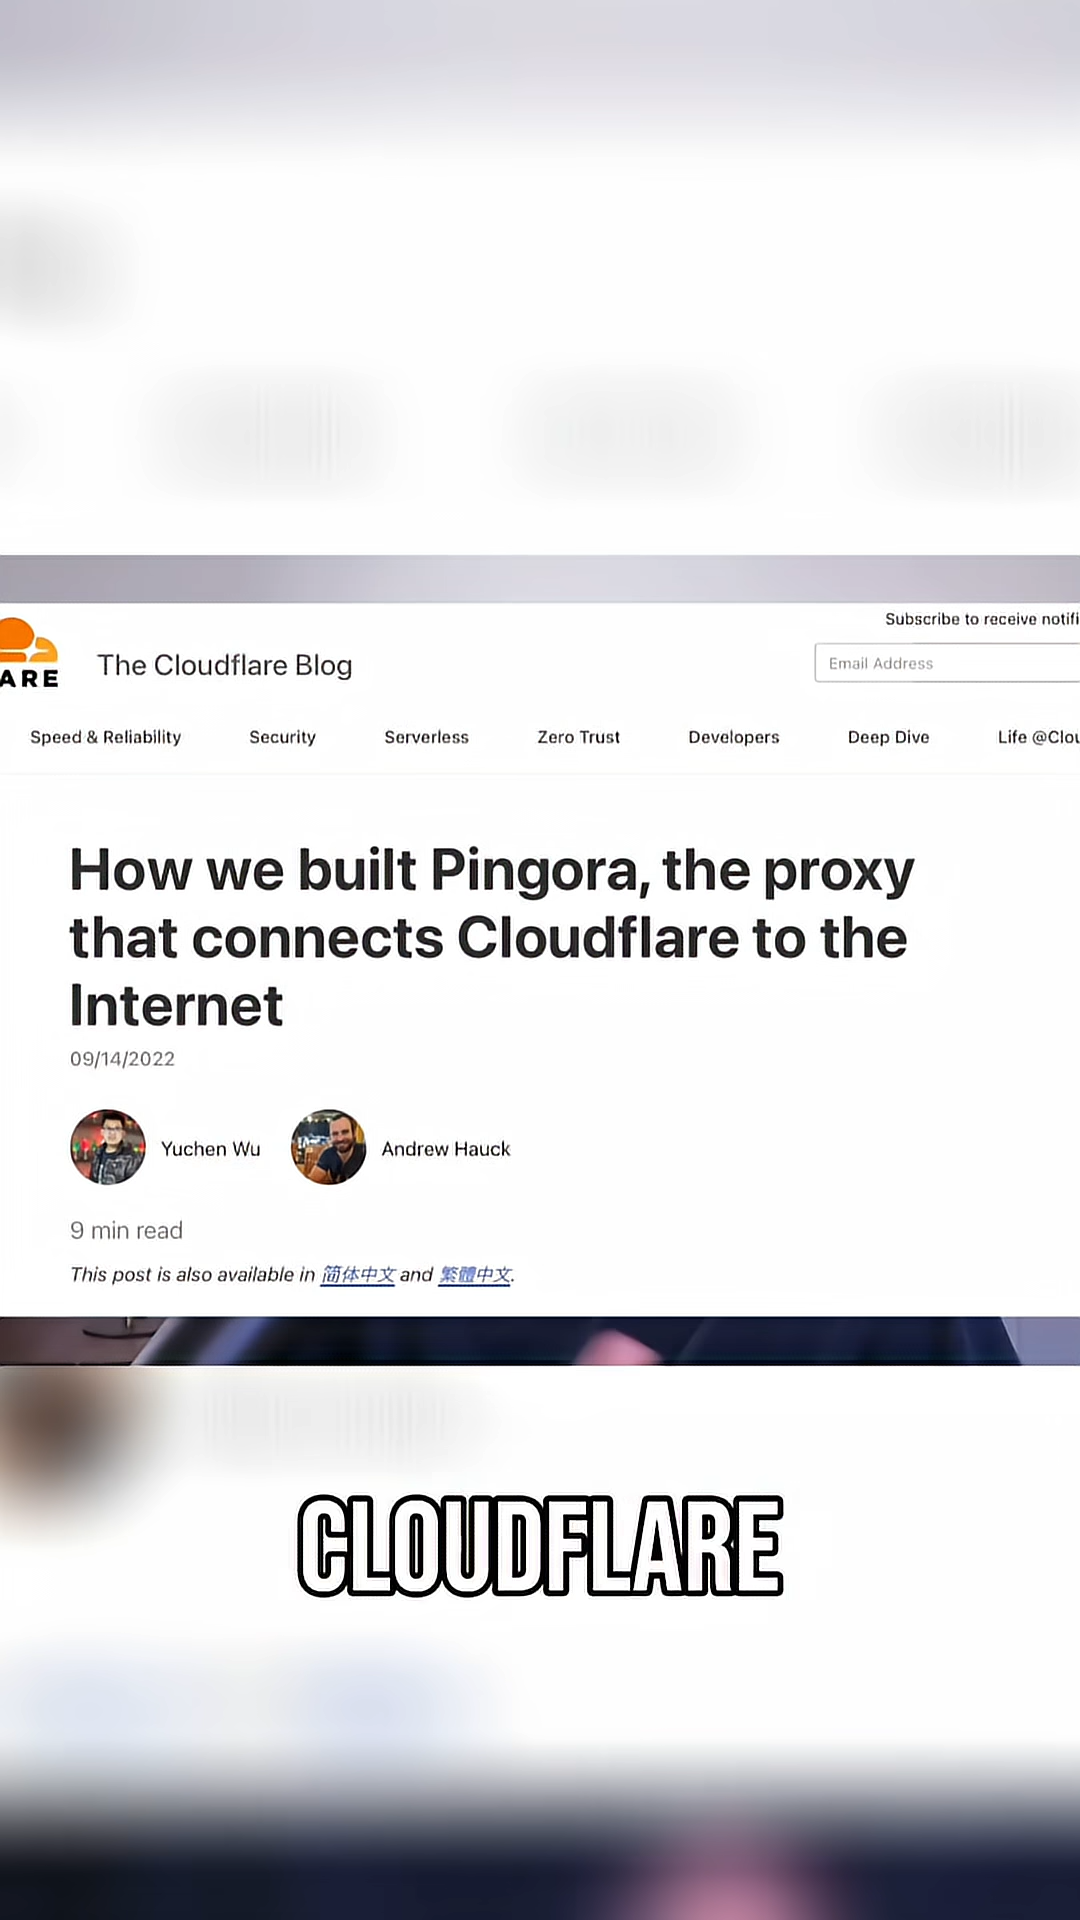 Subscribe to receive notifi
ARE
The Cloudflare Blog
Email Address
Speed & Reliability Security Serverless Zero Trust Developers Deep Dive Life @Clou
How we built Pingora, the proxy
that connects Cloudflare to the
Internet
09/14/2022
Yuchen Wu Andrew Hauck
9 min read
This post is also available in 简体中文 and 繁體中文.
CLOUDFLARE